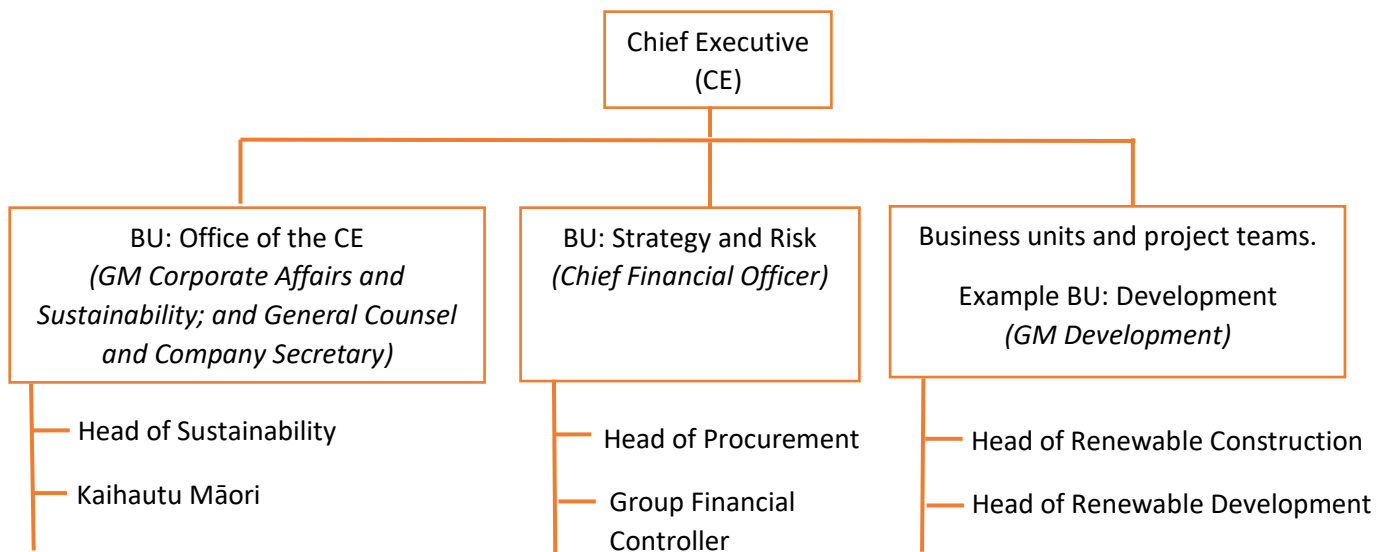 Chief Executive
(CE)
BU: Office of the CE
(GM Corporate Affairs and
Sustainability; and General Counsel
and Company Secretary)
BU: Strategy and Risk
(Chief Financial Officer)
Business units and project teams.
Example BU: Development
(GM Development)
Head of Sustainability
Kaihautu Māori
Head of Procurement
Group Financial
Controller
Head of Renewable Construction
Head of Renewable Development